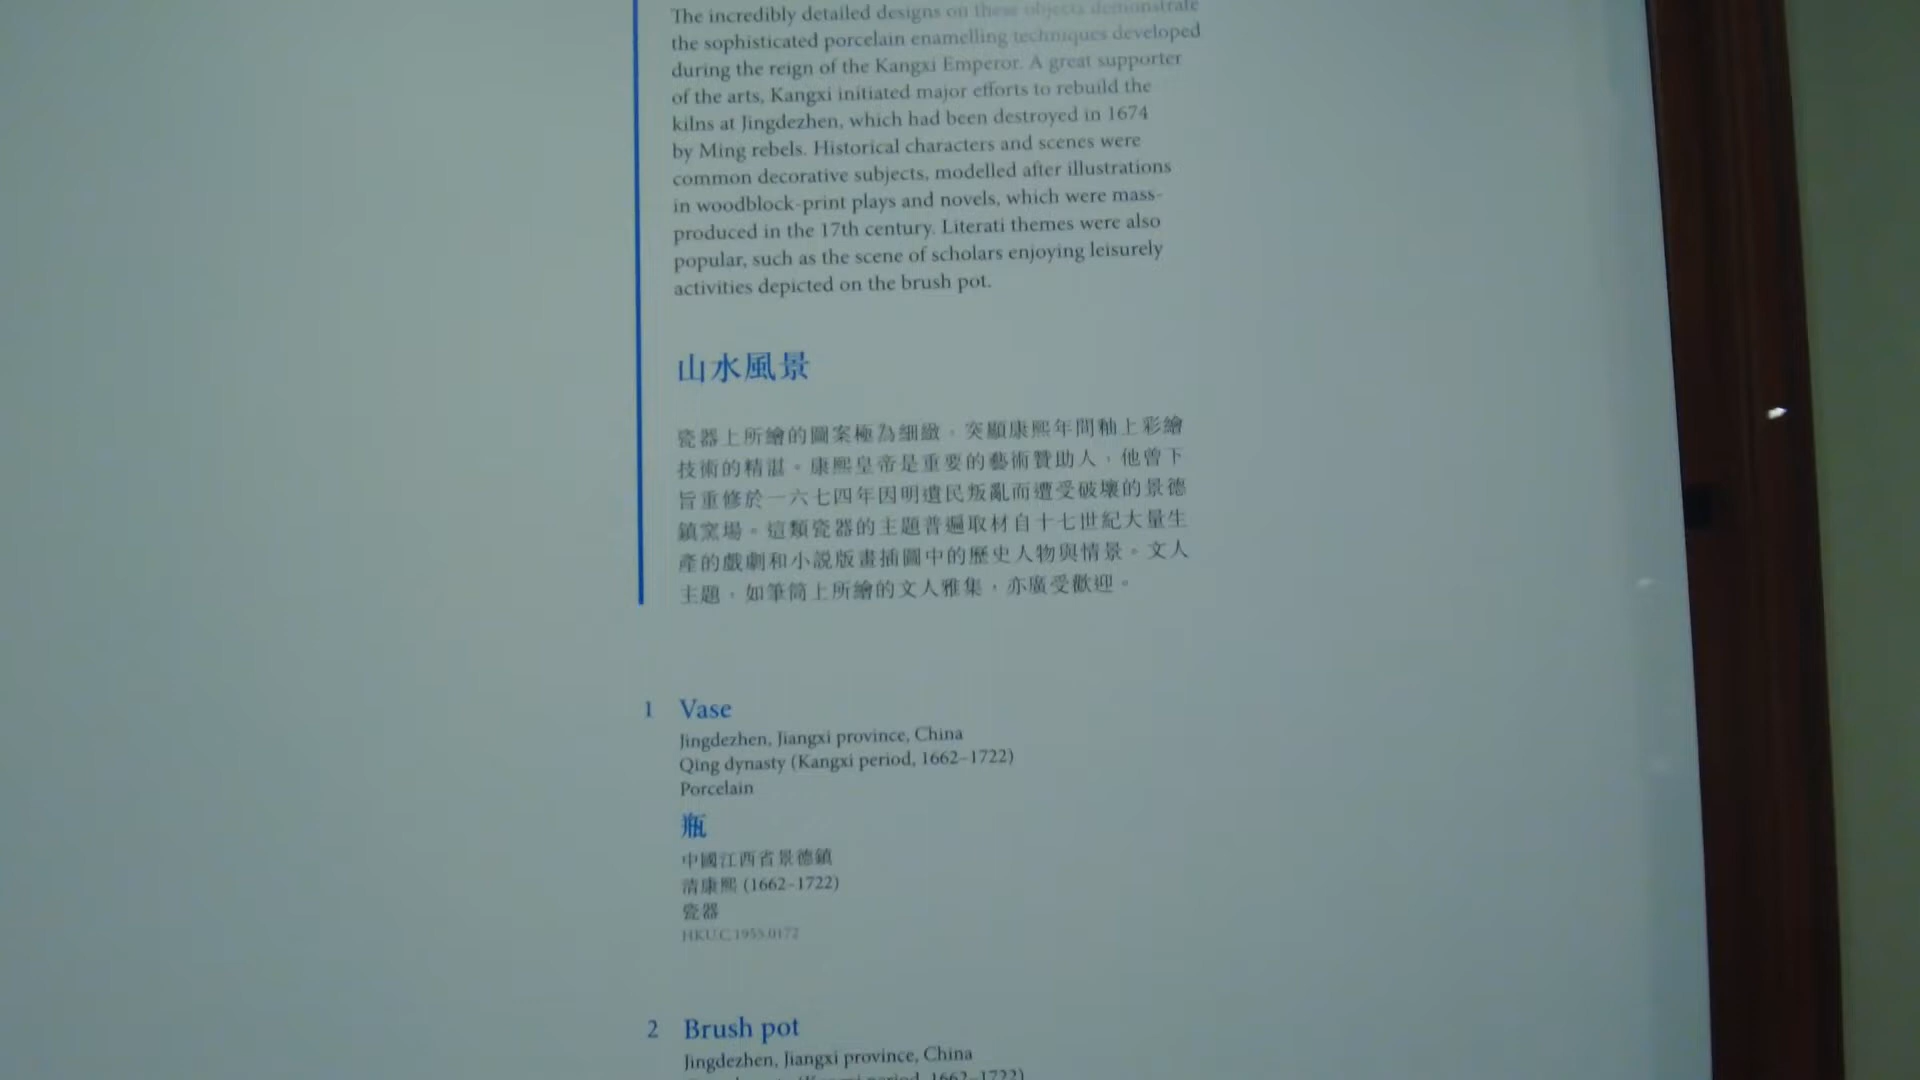 The incredibly detailed designs on these objects demonstrate
the sophisticated porcelain enamelling techniques developed
during the reign of the Kangxi Emperor. A great supporter
of the arts, Kangxi initiated major efforts to rebuild the
kilns at Jingdezhen, which had been destroyed in 1674
by Ming rebels. Historical characters and scenes were
common decorative subjects, modelled after illustrations
in woodblock-print plays and novels, which were mass-
produced in the 17th century. Literati themes were also
popular, such as the scene of scholars enjoying leisurely
activities depicted on the brush pot.
山水風景
瓷器上所繪的圖案極為細緻，突顯康熙年間釉上彩繪
技術的精湛。康熙皇帝是重要的藝術贊助人，他曾下
旨重修於一六七四年因明遺民叛亂而遭受破壞的景德
鎮窯場。這類瓷器的主題普遍取材自十七世紀大量生
產的戲劇和小說版畫插圖中的歷史人物與情景。文人
主題，如筆筒上所繪的文人雅集，亦廣受歡迎。
1 Vase
Jingdezhen, Jiangxi province, China
Qing dynasty (Kangxi period, 1662–1722)
Porcelain
瓶
中國江西省景德鎮
清康熙 (1662-1722)
瓷器
HKU.C.1955.0172
2 Brush pot
Jingdezhen, Jiangxi province, China
(Kangxi period, 1662–1722)